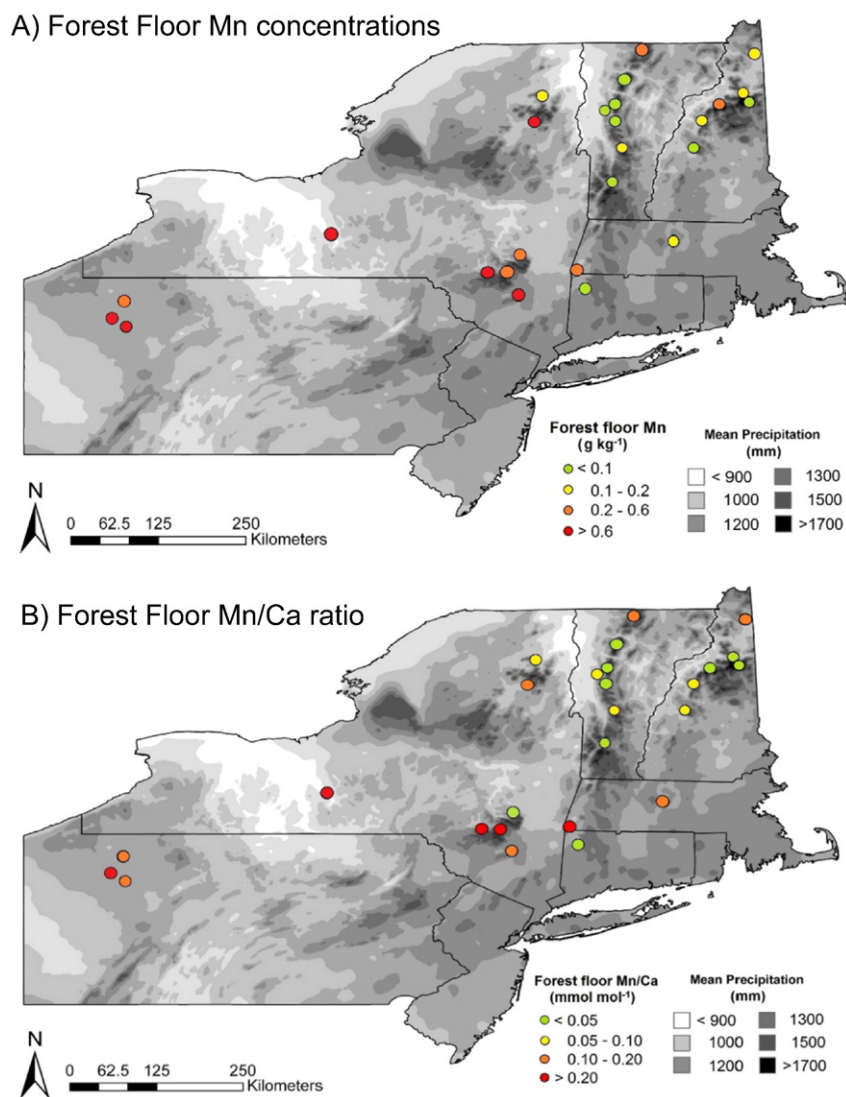 A) Forest Floor Mn concentrations
Forest floor Mn
(g kg⁻¹)
< 0.1
0.1 - 0.2
0.2 - 0.6
> 0.6
Mean Precipitation
(mm)
< 900
1000
1200
1300
1500
>1700
N
0 62.5 125 250
Kilometers
B) Forest Floor Mn/Ca ratio
Forest floor Mn/Ca
(mmol mol⁻¹)
< 0.05
0.05 - 0.10
0.10 - 0.20
> 0.20
Mean Precipitation
(mm)
< 900
1000
1200
1300
1500
>1700
N
0 62.5 125 250
Kilometers